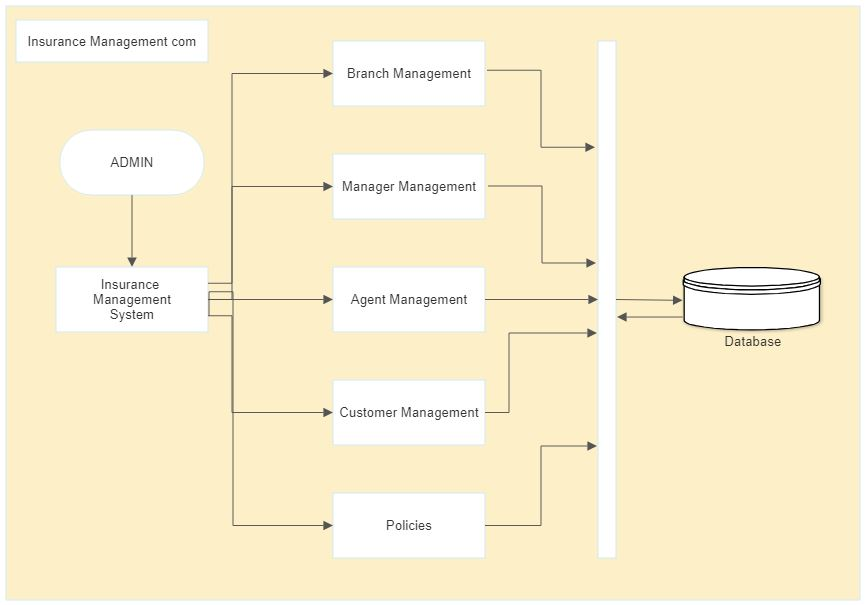 Insurance Management com
Branch Management
ADMIN
Manager Management
Insurance
Management
System
Agent Management
Database
Customer Management
Policies